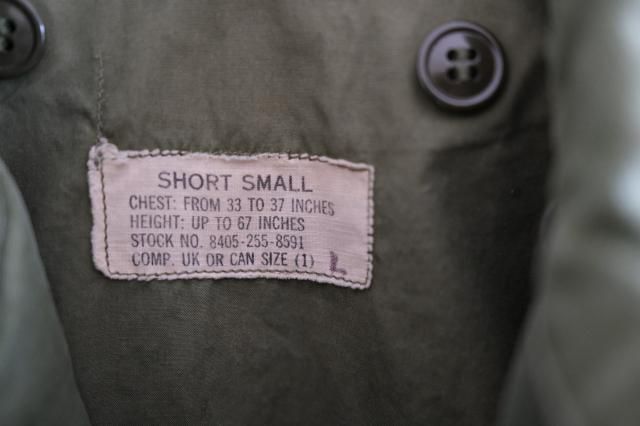 SHORT SMALL
CHEST: FROM 33 TO 37 INCHES
HEIGHT: UP TO 67 INCHES
STOCK NO. 8405-255-8591
COMP. UK OR CAN SIZE (1) L